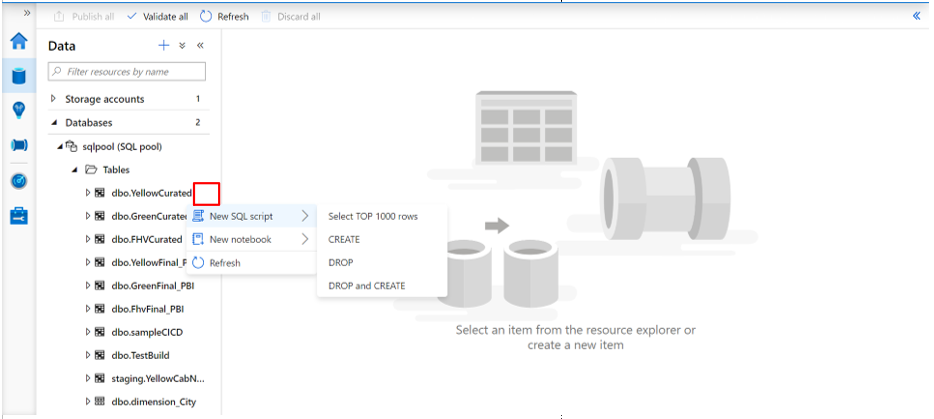 Publish all
Validate all
Refresh
Discard all
Data
Filter resources by name
Storage accounts 1
Databases 2
sqlpool (SQL pool)
Tables
dbo.YellowCurated
dbo.GreenCurated
dbo.FHVCurated
dbo.YellowFinal_P
dbo.GreenFinal_PBI
dbo.FhvFinal_PBI
dbo.sampleCICD
dbo.TestBuild
staging.YellowCabN...
dbo.dimension_City
New SQL script
New notebook
Refresh
Select TOP 1000 rows
CREATE
DROP
DROP and CREATE
Select an item from the resource explorer or
create a new item